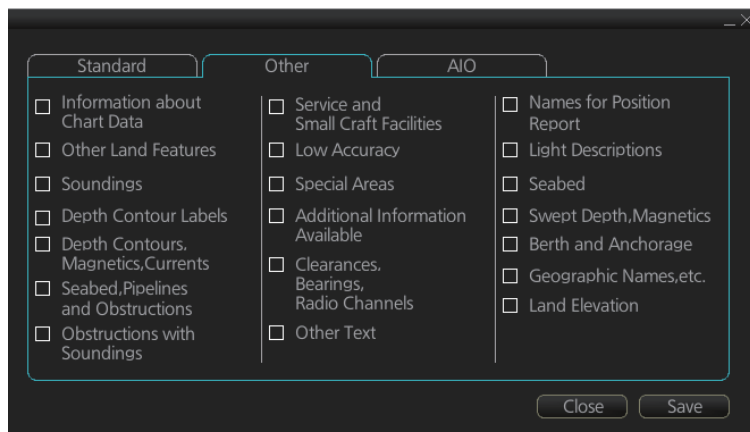 Standard
Other
AIO
Information about
Chart Data
Other Land Features
Soundings
Depth Contour Labels
Depth Contours,
Magnetics,Currents
Seabed,Pipelines
and Obstructions
Obstructions with
Soundings
Service and
Small Craft Facilities
Low Accuracy
Special Areas
Additional Information
Available
Clearances,
Bearings,
Radio Channels
Other Text
Names for Position
Report
Light Descriptions
Seabed
Swept Depth,Magnetics
Berth and Anchorage
Geographic Names,etc.
Land Elevation
Close
Save